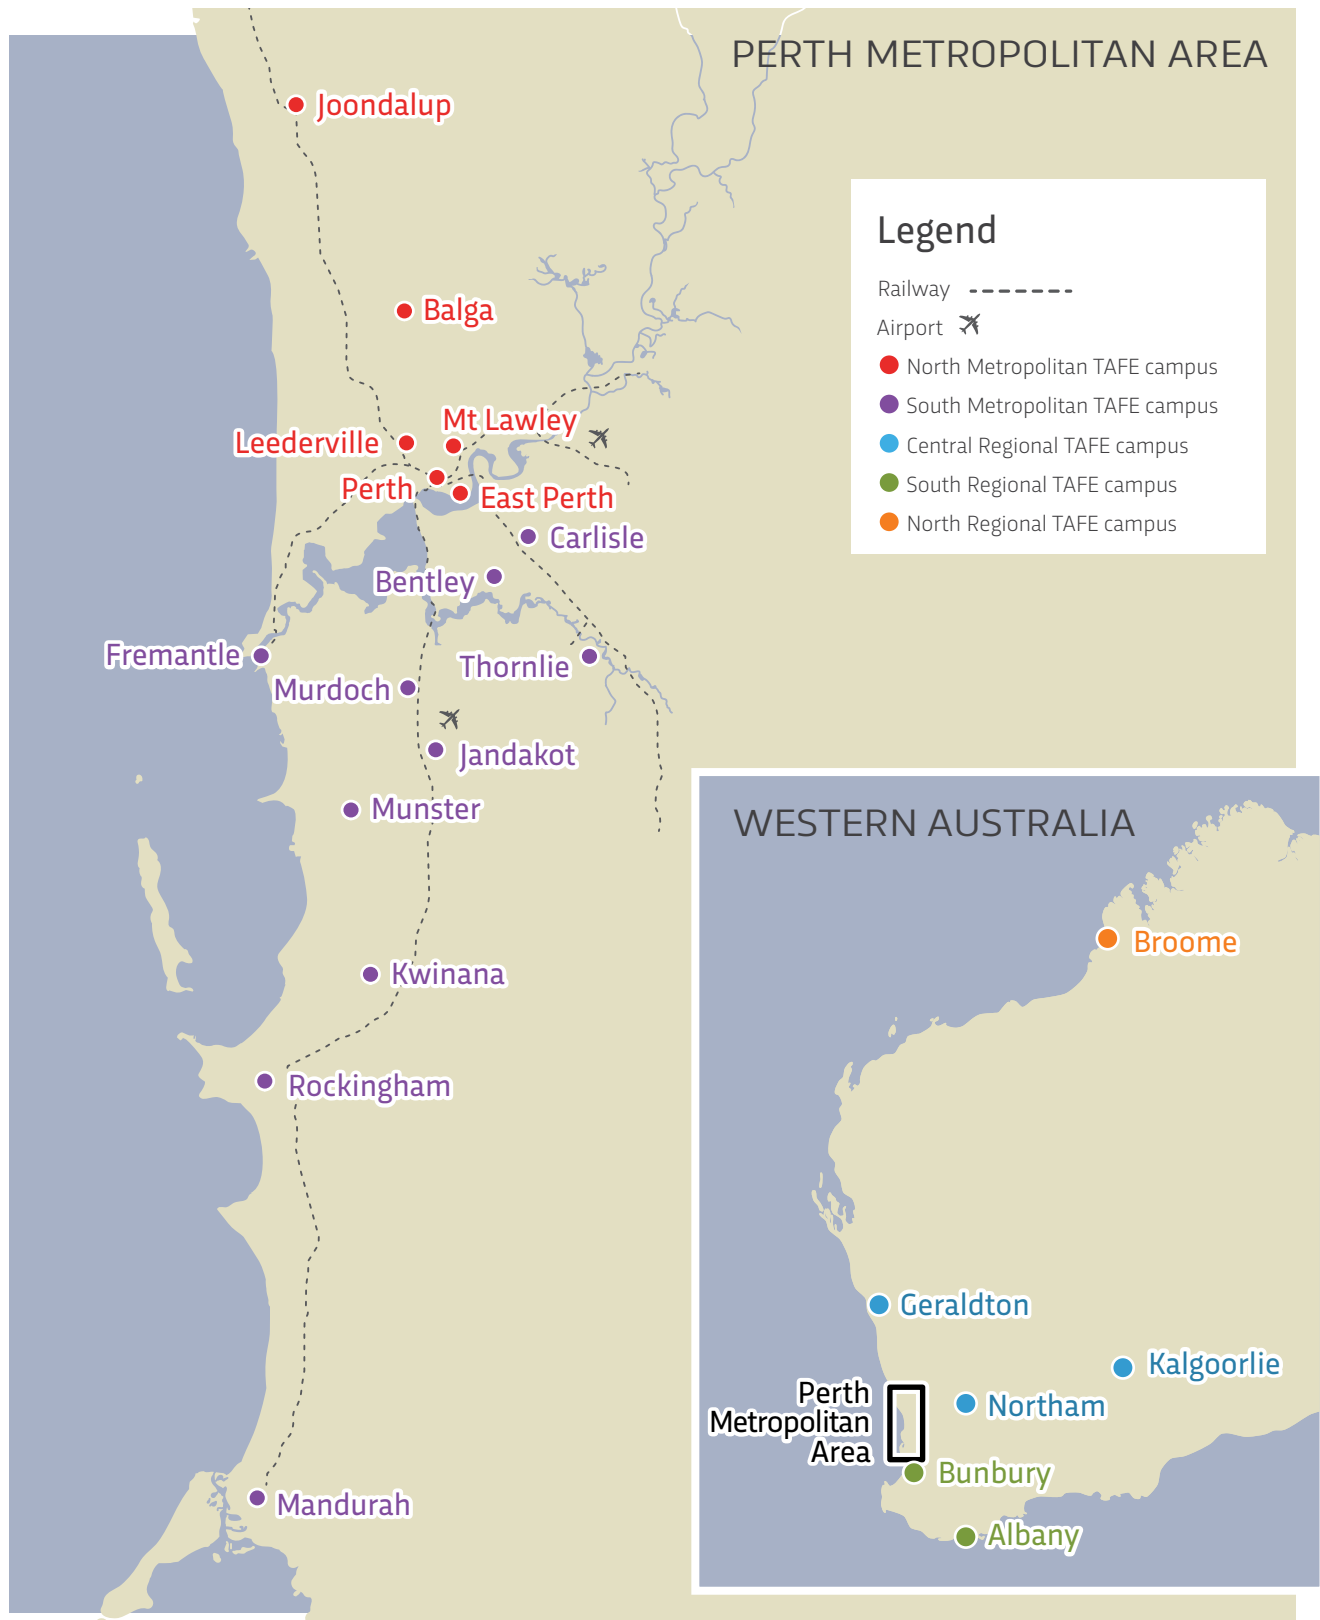 PERTH METROPOLITAN AREA
Joondalup
Legend
Railway
Airport
North Metropolitan TAFE campus
South Metropolitan TAFE campus
Central Regional TAFE campus
South Regional TAFE campus
North Regional TAFE campus
Balga
Mt Lawley
Leederville
Perth
East Perth
Carlisle
Bentley
Fremantle
Thornlie
Murdoch
Jandakot
Munster
Kwinana
Rockingham
Mandurah
WESTERN AUSTRALIA
Broome
Geraldton
Kalgoorlie
Perth
Metropolitan
Area
Northam
Bunbury
Albany